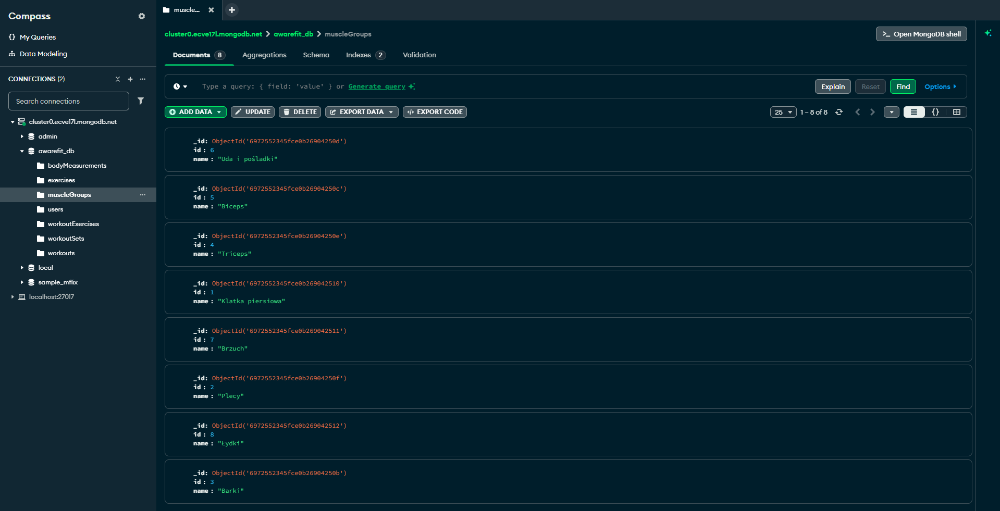 Compass
My Queries
Data Modeling
CONNECTIONS (2)
Search connections
cluster0.ecve17l.mongodb.net
admin
awarefit_db
bodyMeasurements
exercises
muscleGroups
users
workoutExercises
workoutSets
workouts
local
sample_mflix
localhost:27017
muscle...
cluster0.ecve17l.mongodb.net > awarefit_db > muscleGroups
>_ Open MongoDB shell
Documents 8 Aggregations Schema Indexes 2 Validation
Type a query: { field: 'value' } or Generate query
Explain Reset Find Options
ADD DATA UPDATE DELETE EXPORT DATA EXPORT CODE
25 1 – 8 of 8
_id: ObjectId('6972552345fce0b26904250d')
id : 6
name : "Uda i pośladki"
_id: ObjectId('6972552345fce0b26904250c')
id : 5
name : "Biceps"
_id: ObjectId('6972552345fce0b26904250e')
id : 4
name : "Triceps"
_id: ObjectId('6972552345fce0b269042510')
id : 1
name : "Klatka piersiowa"
_id: ObjectId('6972552345fce0b269042511')
id : 7
name : "Brzuch"
_id: ObjectId('6972552345fce0b26904250f')
id : 2
name : "Plecy"
_id: ObjectId('6972552345fce0b269042512')
id : 8
name : "Łydki"
_id: ObjectId('6972552345fce0b26904250b')
id : 3
name : "Barki"